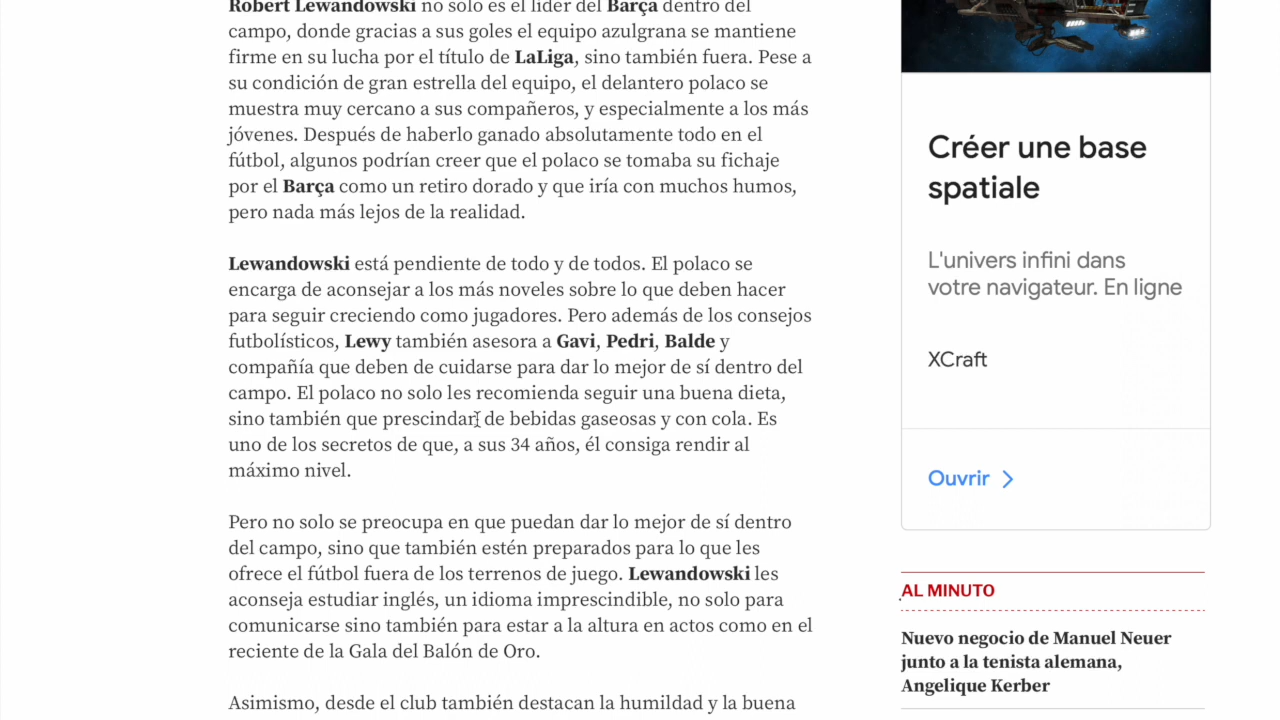 Robert Lewandowski no solo es el líder del Barça dentro del
campo, donde gracias a sus goles el equipo azulgrana se mantiene
firme en su lucha por el título de LaLiga, sino también fuera. Pese a
su condición de gran estrella del equipo, el delantero polaco se
muestra muy cercano a sus compañeros, y especialmente a los más
jóvenes. Después de haberlo ganado absolutamente todo en el
fútbol, algunos podrían creer que el polaco se tomaba su fichaje
por el Barça como un retiro dorado y que iría con muchos humos,
pero nada más lejos de la realidad.
Lewandowski está pendiente de todo y de todos. El polaco se
encarga de aconsejar a los más noveles sobre lo que deben hacer
para seguir creciendo como jugadores. Pero además de los consejos
futbolísticos, Lewy también asesora a Gavi, Pedri, Balde y
compañía que deben de cuidarse para dar lo mejor de sí dentro del
campo. El polaco no solo les recomienda seguir una buena dieta,
sino también que prescindan de bebidas gaseosas y con cola. Es
uno de los secretos de que, a sus 34 años, él consiga rendir al
máximo nivel.
Pero no solo se preocupa en que puedan dar lo mejor de sí dentro
del campo, sino que también estén preparados para lo que les
ofrece el fútbol fuera de los terrenos de juego. Lewandowski les
aconseja estudiar inglés, un idioma imprescindible, no solo para
comunicarse sino también para estar a la altura en actos como en el
reciente de la Gala del Balón de Oro.
Asimismo, desde el club también destacan la humildad y la buena
Créer une base
spatiale
L'univers infini dans
votre navigateur. En ligne
XCraft
Ouvrir
AL MINUTO
Nuevo negocio de Manuel Neuer
junto a la tenista alemana,
Angelique Kerber